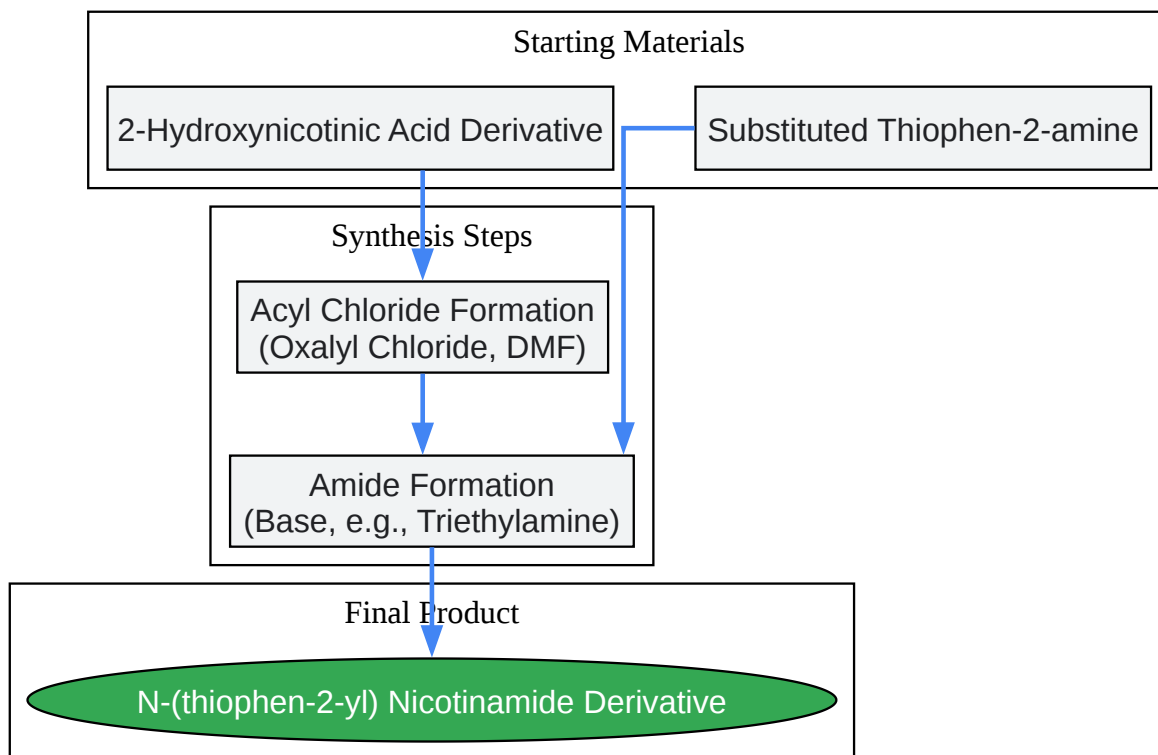 Starting Materials
2-Hydroxynicotinic Acid Derivative
Substituted Thiophen-2-amine
Synthesis Steps
Acyl Chloride Formation
(Oxalyl Chloride, DMF)
Amide Formation
(Base, e.g., Triethylamine)
Final Product
N-(thiophen-2-yl) Nicotinamide Derivative